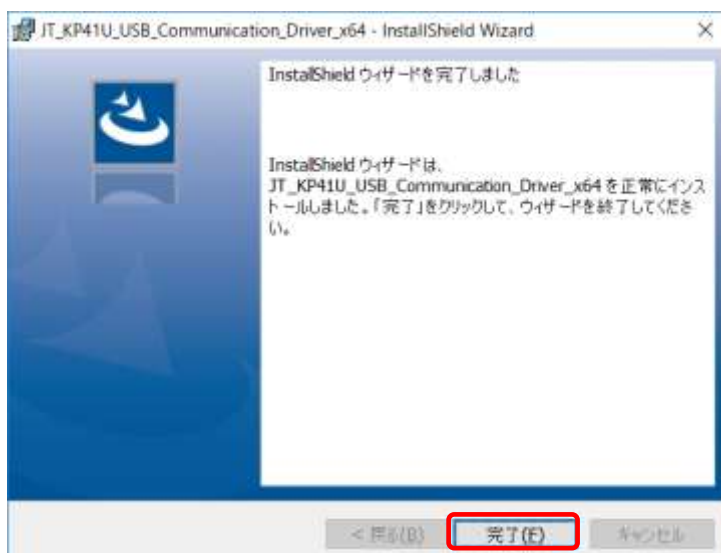 JT_KP41U_USB_Communication_Driver_x64 - InstallShield Wizard
InstallShield ウィザードを完了しました
InstallShield ウィザードは、
JT_KP41U_USB_Communication_Driver_x64 を正常にインス
トールしました。「完了」をクリックして、ウィザードを終了してくださ
い。
< 戻る(B)
完了(F)
キャンセル